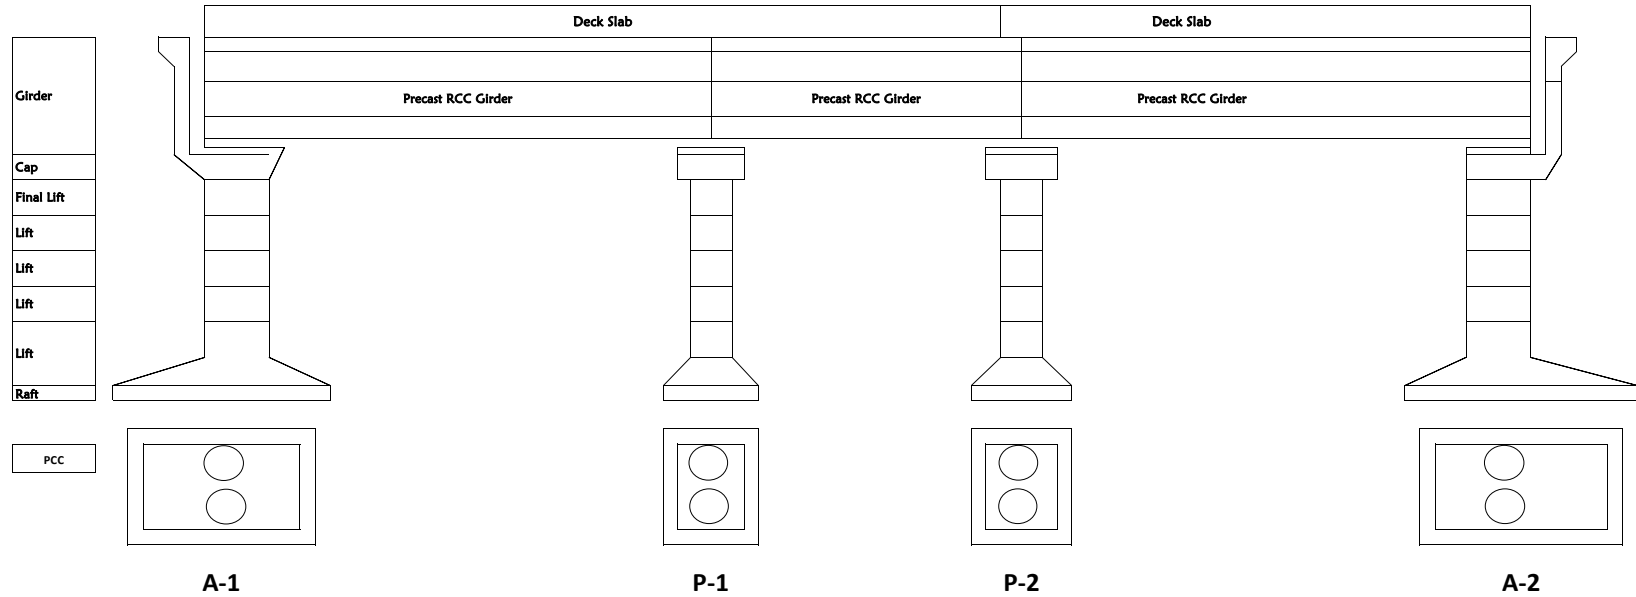 Deck Slab
Deck Slab
Girder
Precast RCC Girder
Precast RCC Girder
Precast RCC Girder
Cap
Final Lift
Lift
Lift
Lift
Lift
Raft
PCC
A-1
P-1
P-2
A-2